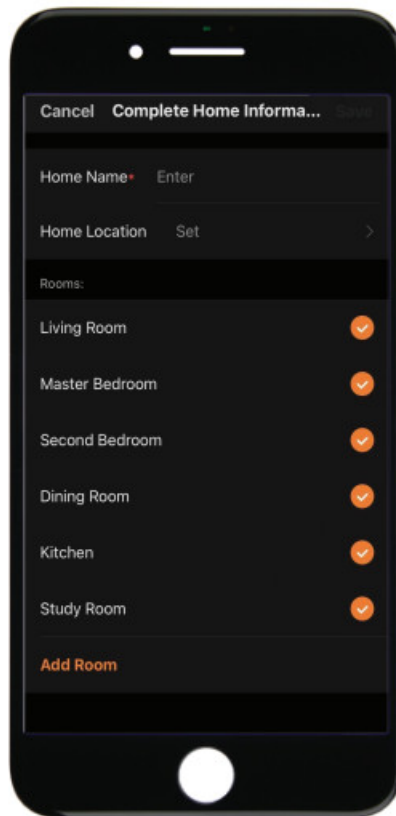 Cancel Complete Home Informa... Save
Home Name* Enter
Home Location Set
Rooms:
Living Room
Master Bedroom
Second Bedroom
Dining Room
Kitchen
Study Room
Add Room